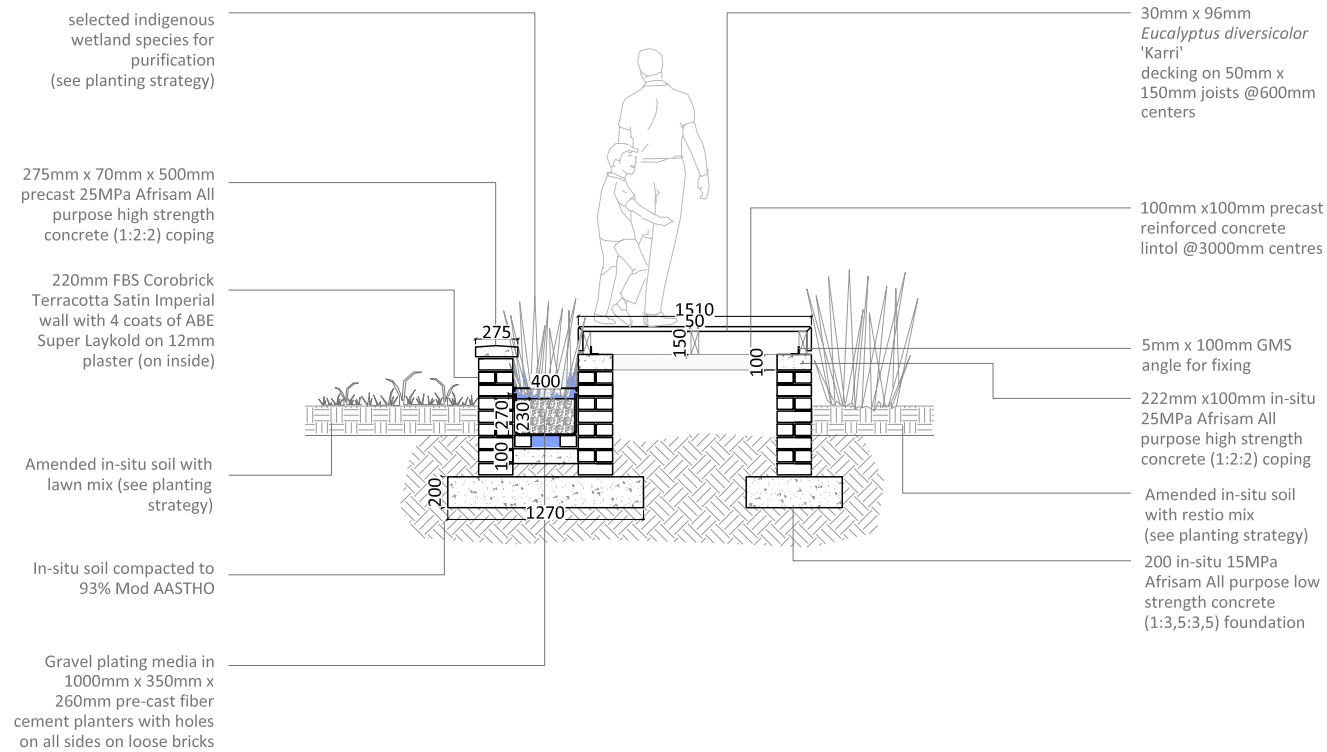 selected indigenous
wetland species for
purification
(see planting strategy)
275mm x 70mm x 500mm
precast 25MPa Afrisam All
purpose high strength
concrete (1:2:2) coping
220mm FBS Corobrick
Terracotta Satin Imperial
wall with 4 coats of ABE
Super Laykold on 12mm
plaster (on inside)
Amended in-situ soil with
lawn mix (see planting
strategy)
In-situ soil compacted to
93% Mod AASTHO
Gravel plating media in
1000mm x 350mm x
260mm pre-cast fiber
cement planters with holes
on all sides on loose bricks
1510
50
275
150
100
400
270
230
100
200
1270
30mm x 96mm
Eucalyptus diversicolor
'Karri'
decking on 50mm x
150mm joists @600mm
centers
100mm x100mm precast
reinforced concrete
lintol @3000mm centres
5mm x 100mm GMS
angle for fixing
222mm x100mm in-situ
25MPa Afrisam All
purpose high strength
concrete (1:2:2) coping
Amended in-situ soil
with restio mix
(see planting strategy)
200 in-situ 15MPa
Afrisam All purpose low
strength concrete
(1:3,5:3,5) foundation